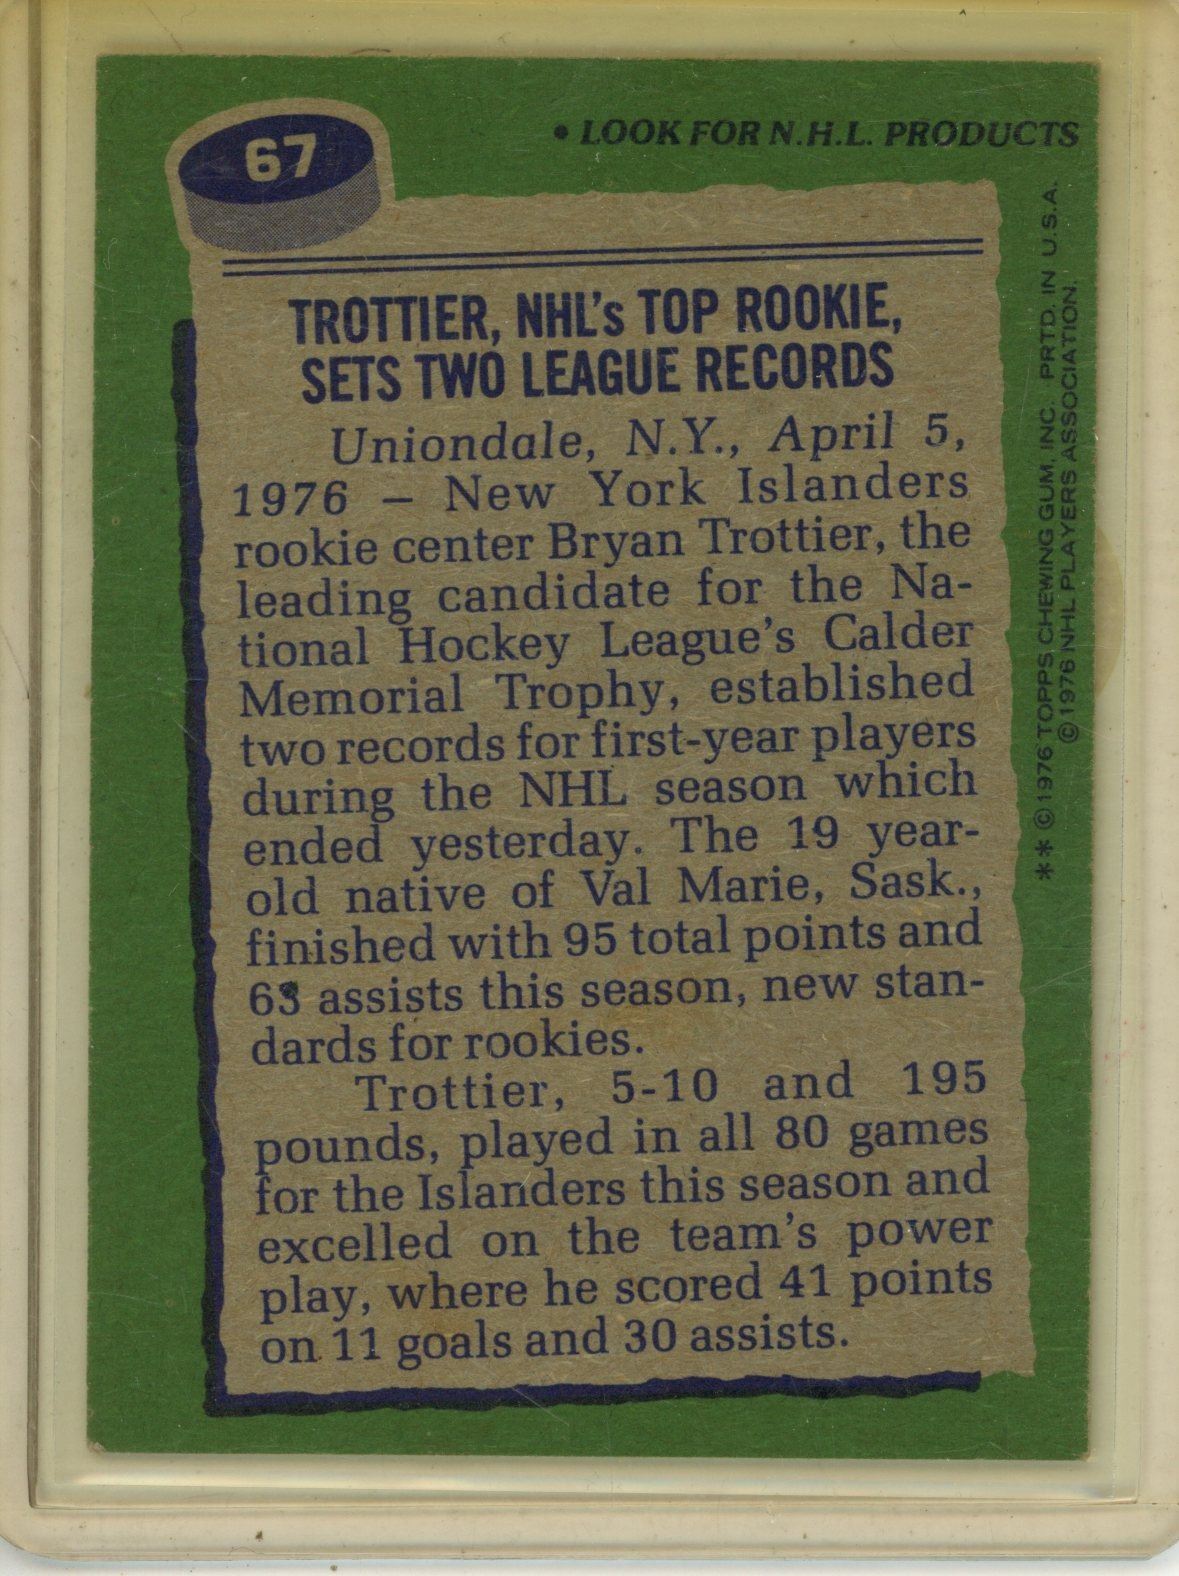 67
• LOOK FOR N.H.L. PRODUCTS
TROTTIER, NHL's TOP ROOKIE,
SETS TWO LEAGUE RECORDS
Uniondale, N.Y., April 5,
1976 – New York Islanders
rookie center Bryan Trottier, the
leading candidate for the Na-
tional Hockey League's Calder
Memorial Trophy, established
two records for first-year players
during the NHL season which
ended yesterday. The 19 year-
old native of Val Marie, Sask.,
finished with 95 total points and
63 assists this season, new stan-
dards for rookies.
Trottier, 5-10 and 195
pounds, played in all 80 games
for the Islanders this season and
excelled on the team's power
play, where he scored 41 points
on 11 goals and 30 assists.
** © 1976 TOPPS CHEWING GUM, INC. PRTD. IN U.S.A.
© 1976 NHL PLAYERS ASSOCIATION.